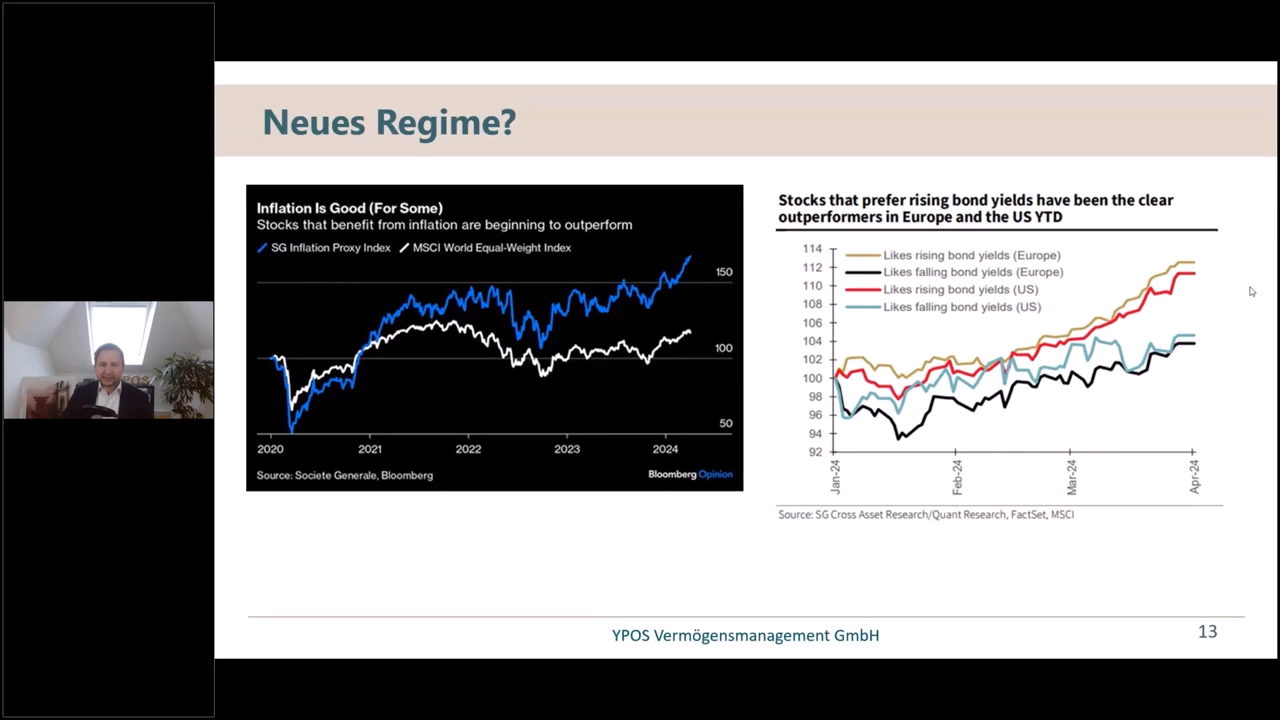 Neues Regime?
Inflation Is Good (For Some)
Stocks that benefit from inflation are beginning to outperform
SG Inflation Proxy Index MSCI World Equal-Weight Index
150
100
50
2020 2021 2022 2023 2024
Source: Societe Generale, Bloomberg
Bloomberg Opinion
Stocks that prefer rising bond yields have been the clear
outperformers in Europe and the US YTD
114
112
110
108
106
104
102
100
98
96
94
92
Likes rising bond yields (Europe)
Likes falling bond yields (Europe)
Likes rising bond yields (US)
Likes falling bond yields (US)
Jan-24 Feb-24 Mar-24 Apr-24
Source: SG Cross Asset Research/Quant Research, FactSet, MSCI
YPOS Vermögensmanagement GmbH
13